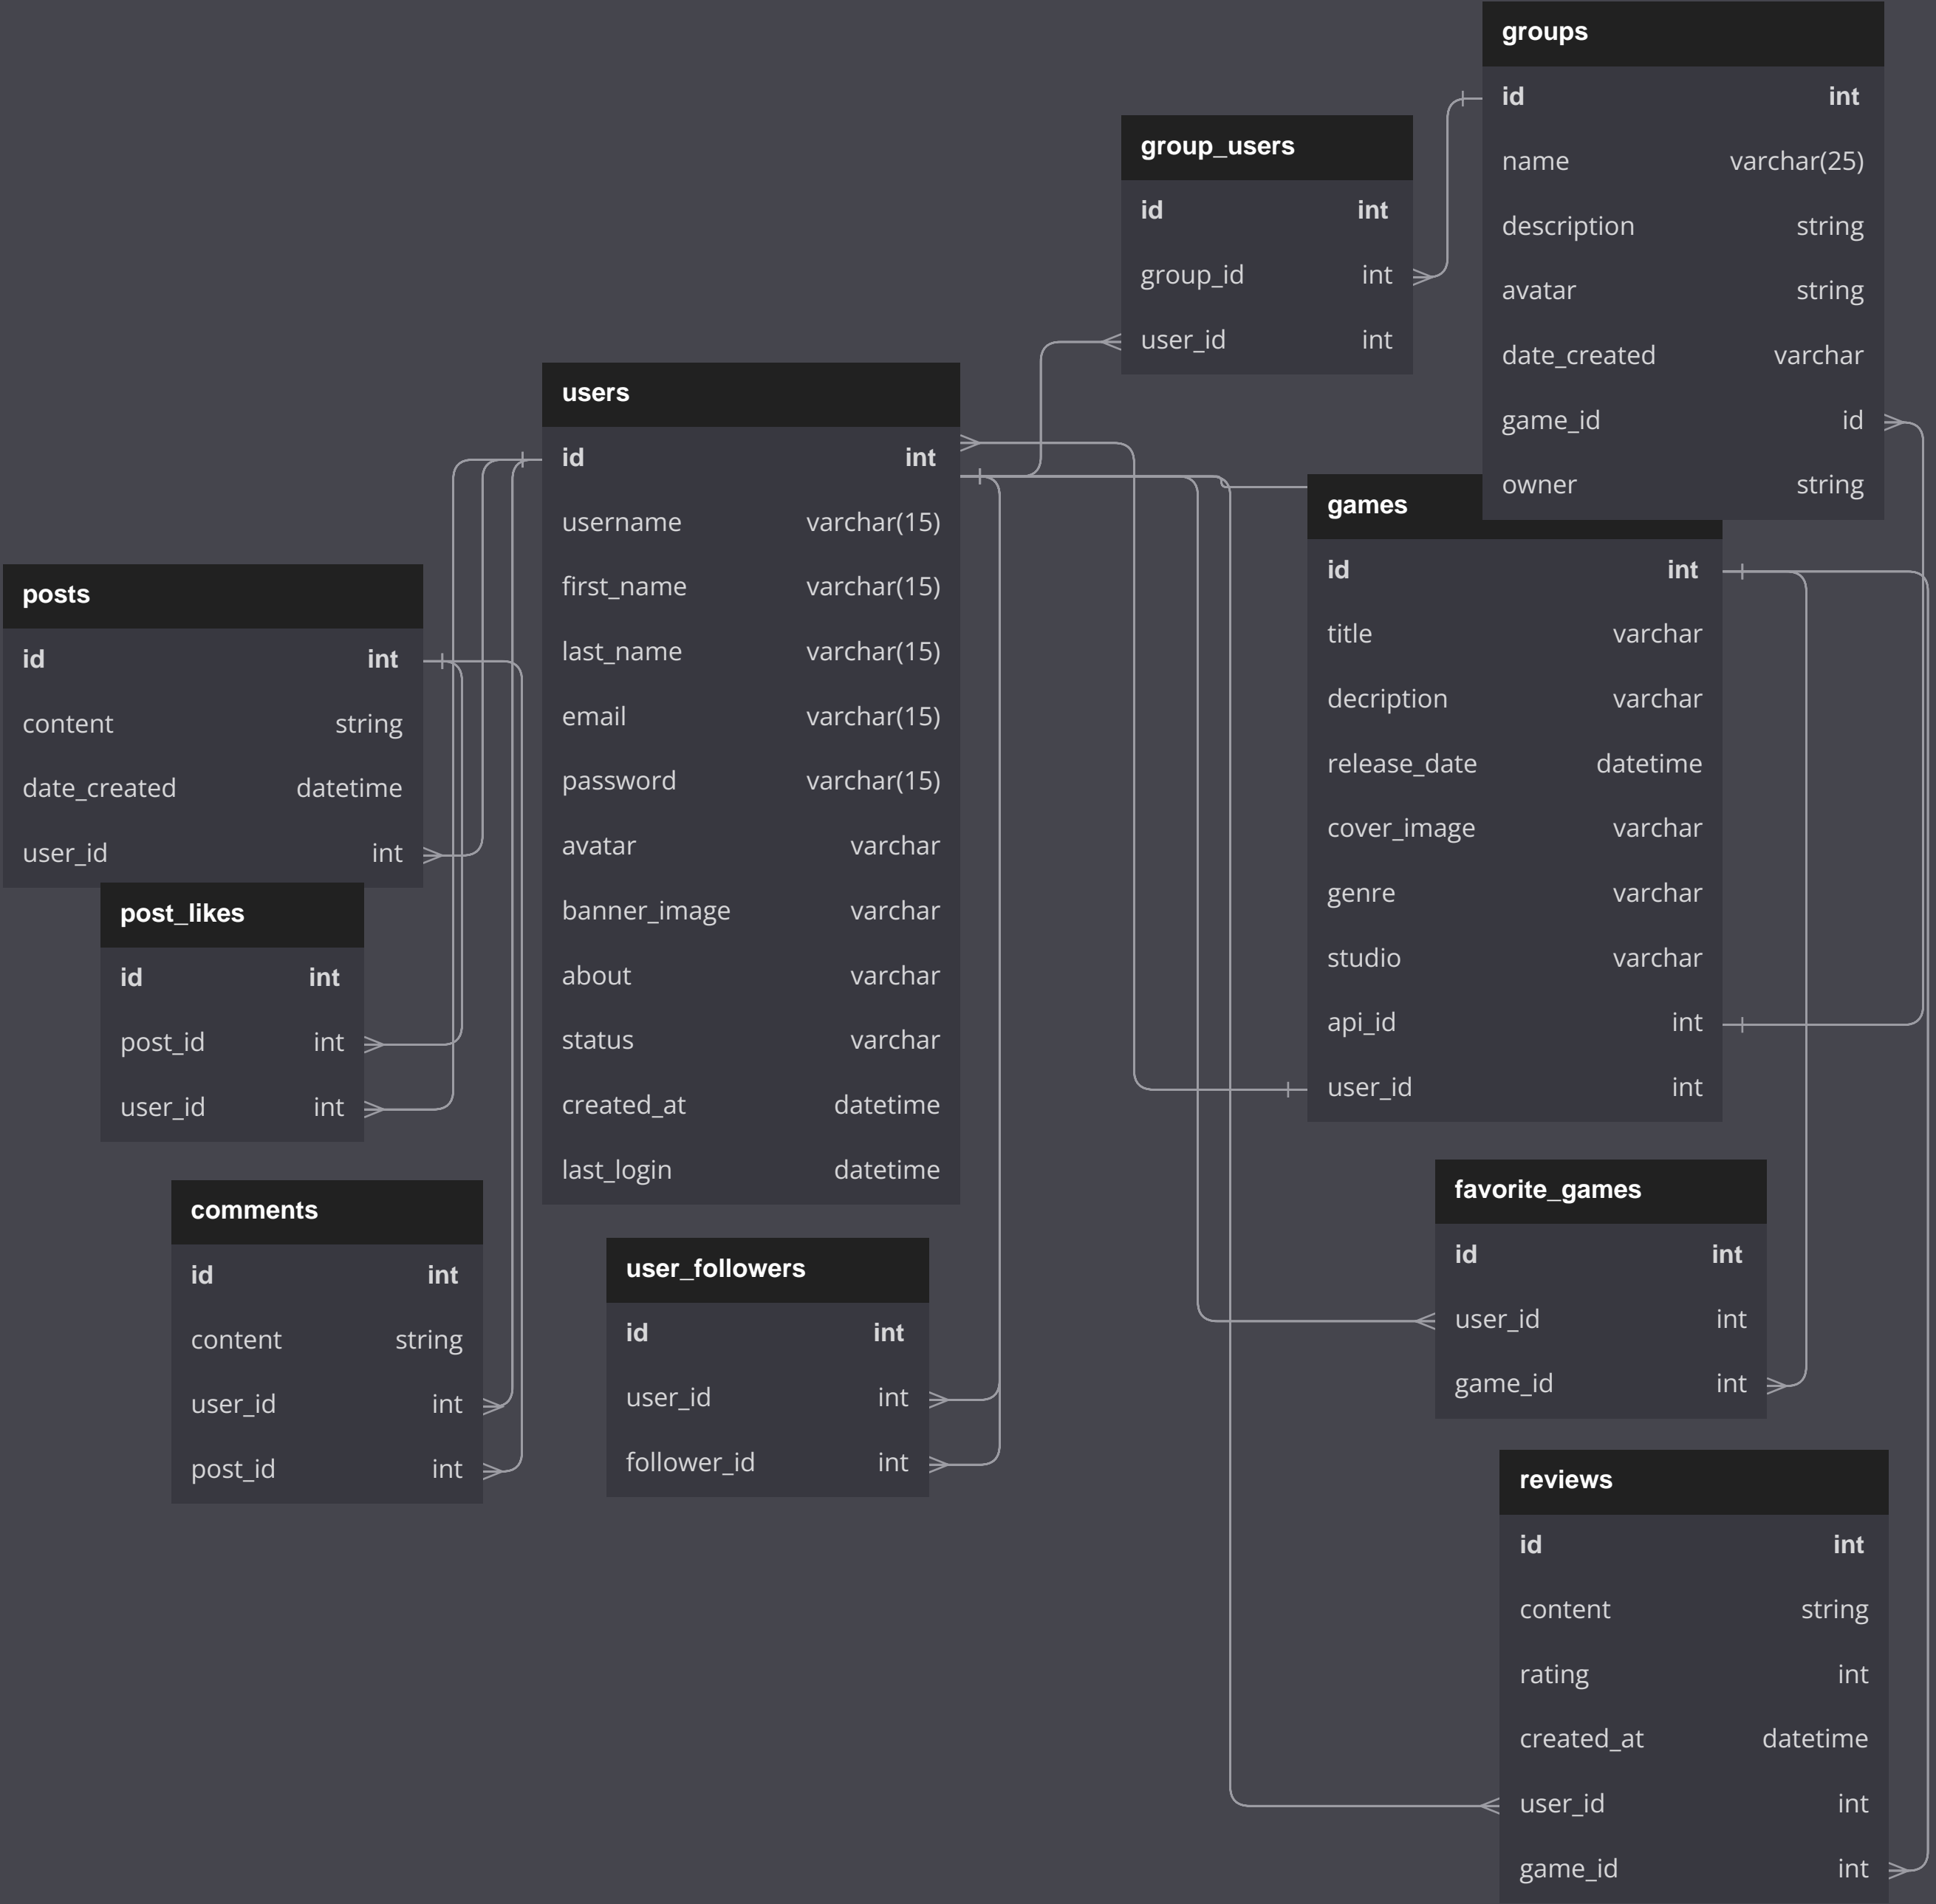 groups
id int
name varchar(25)
description string
avatar string
date_created varchar
game_id id
owner string
group_users
id int
group_id int
user_id int
users
id int
username varchar(15)
first_name varchar(15)
last_name varchar(15)
email varchar(15)
password varchar(15)
avatar varchar
banner_image varchar
about varchar
status varchar
created_at datetime
last_login datetime
games
id int
title varchar
decription varchar
release_date datetime
cover_image varchar
genre varchar
studio varchar
api_id int
user_id int
posts
id int
content string
date_created datetime
user_id int
post_likes
id int
post_id int
user_id int
comments
id int
content string
user_id int
post_id int
user_followers
id int
user_id int
follower_id int
favorite_games
id int
user_id int
game_id int
reviews
id int
content string
rating int
created_at datetime
user_id int
game_id int